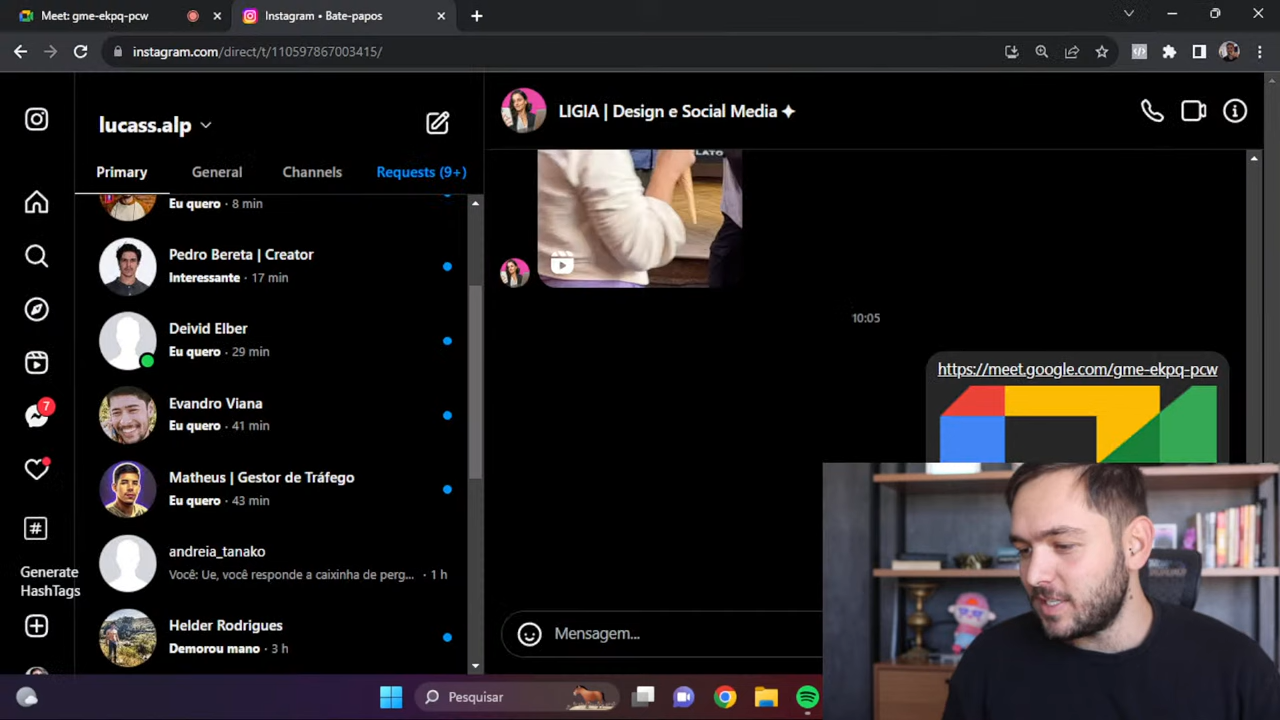 Meet: gme-ekpq-pcw
Instagram • Bate-papos
instagram.com/direct/t/110597867003415/
lucass.alp
Primary
General
Channels
Requests (9+)
Eu quero · 8 min
Pedro Bereta | Creator
Interessante · 17 min
Deivid Elber
Eu quero · 29 min
Evandro Viana
Eu quero · 41 min
Matheus | Gestor de Tráfego
Eu quero · 43 min
andreia_tanako
Você: Ue, você responde a caixinha de perg... · 1 h
Helder Rodrigues
Demorou mano · 3 h
7
Generate
HashTags
LIGIA | Design e Social Media ✦
LATO
10:05
https://meet.google.com/gme-ekpq-pcw
Mensagem...
Pesquisar